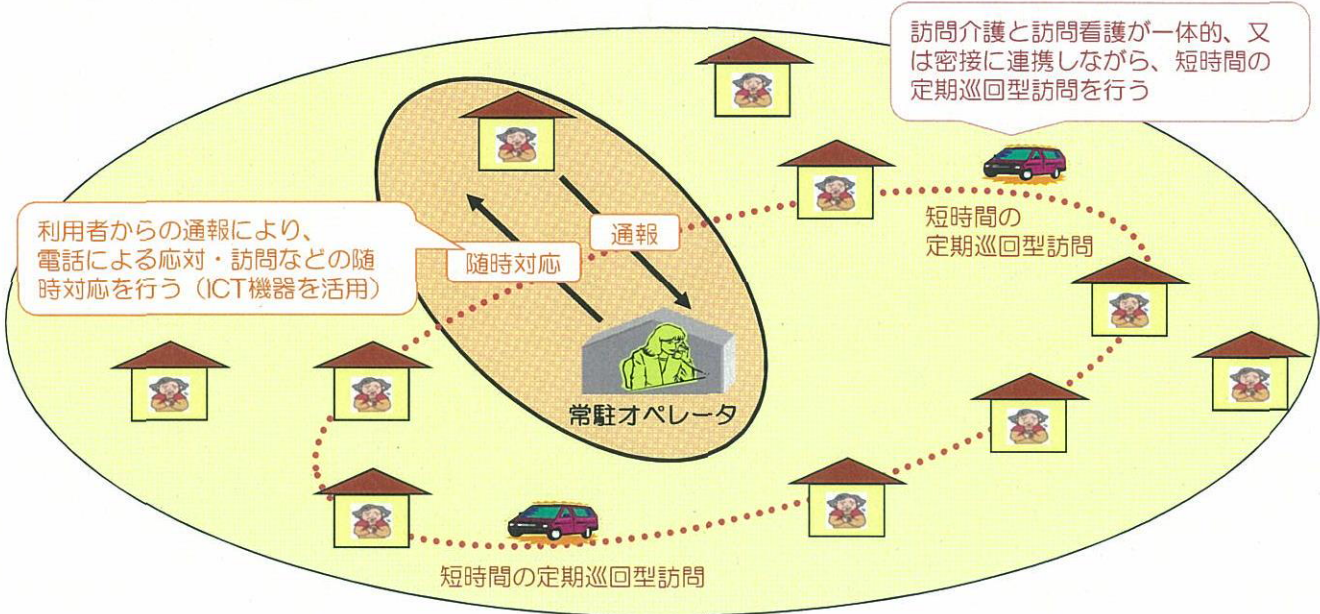 訪問介護と訪問看護が一体的、又
は密接に連携しながら、短時間の
定期巡回型訪問を行う
短時間の
定期巡回型訪問
利用者からの通報により、
電話による応対・訪問などの随
時対応を行う（ICT機器を活用）
通報
随時対応
常駐オペレータ
短時間の定期巡回型訪問